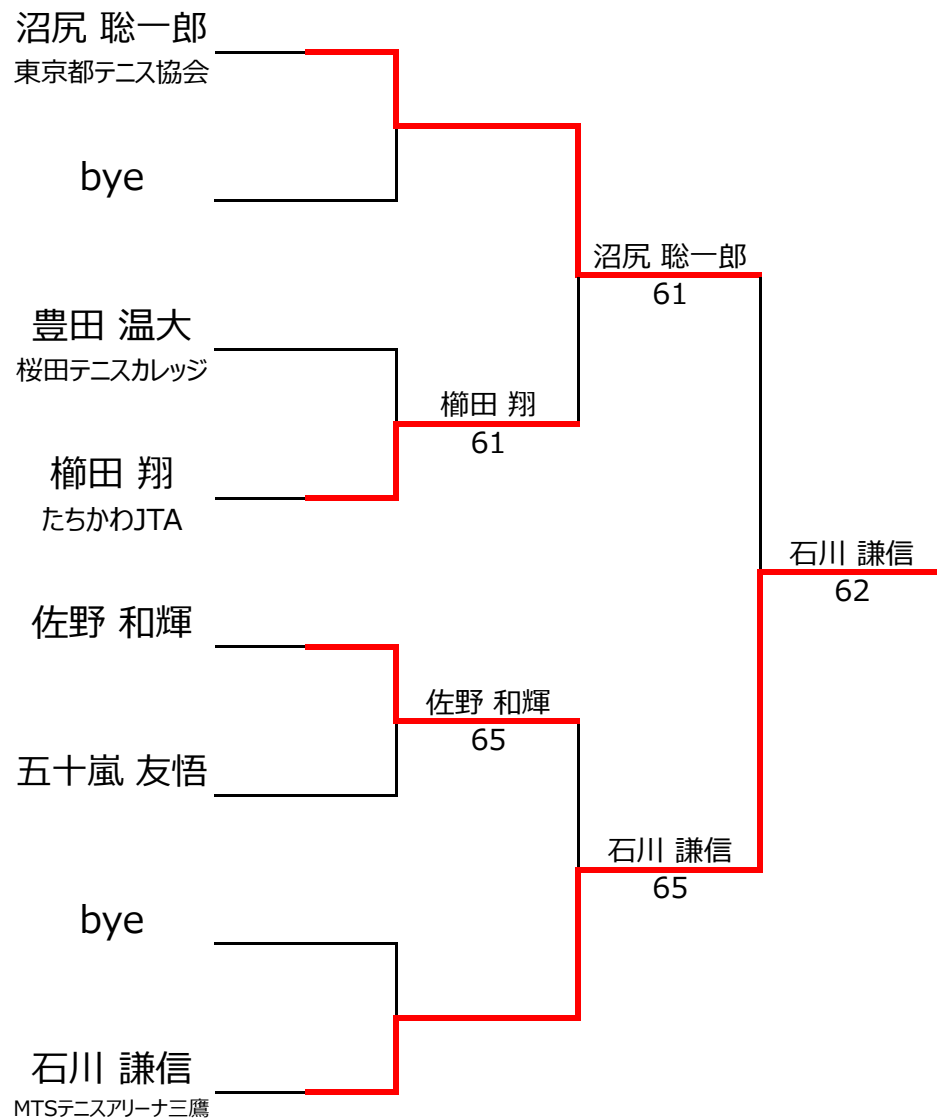 沼尻 聡一郎
東京都テニス協会
bye
豊田 温大
桜田テニスカレッジ
櫛田 翔
たちかわJTA
佐野 和輝
五十嵐 友悟
bye
石川 謙信
MTSテニスアリーナ三鷹
櫛田 翔
61
佐野 和輝
65
沼尻 聡一郎
61
石川 謙信
65
石川 謙信
62